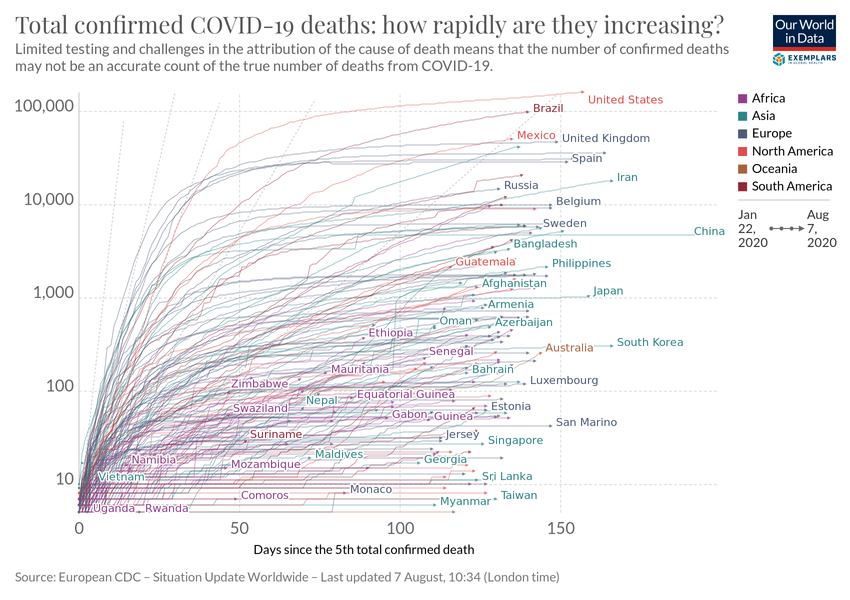 Total confirmed COVID-19 deaths: how rapidly are they increasing?
Limited testing and challenges in the attribution of the cause of death means that the number of confirmed deaths
may not be an accurate count of the true number of deaths from COVID-19.
Our World
in Data
EXEMPLARS
IN GLOBAL HEALTH
100,000
10,000
1,000
100
10
United States
Brazil
Mexico
United Kingdom
Spain
Iran
Russia
Belgium
Sweden
China
Bangladesh
Guatemala
Philippines
Afghanistan
Japan
Armenia
Oman
Azerbaijan
Ethiopia
South Korea
Senegal
Australia
Mauritania
Bahrain
Zimbabwe
Luxembourg
Equatorial Guinea
Nepal
Swaziland
Estonia
Gabon
Guinea
San Marino
Suriname
Jersey
Singapore
Maldives
Namibia
Mozambique
Georgia
Vietnam
Sri Lanka
Monaco
Comoros
Taiwan
Myanmar
Uganda
Rwanda
0
50
100
150
Days since the 5th total confirmed death
Africa
Asia
Europe
North America
Oceania
South America
Jan
22,
2020
Aug
7,
2020
Source: European CDC – Situation Update Worldwide – Last updated 7 August, 10:34 (London time)